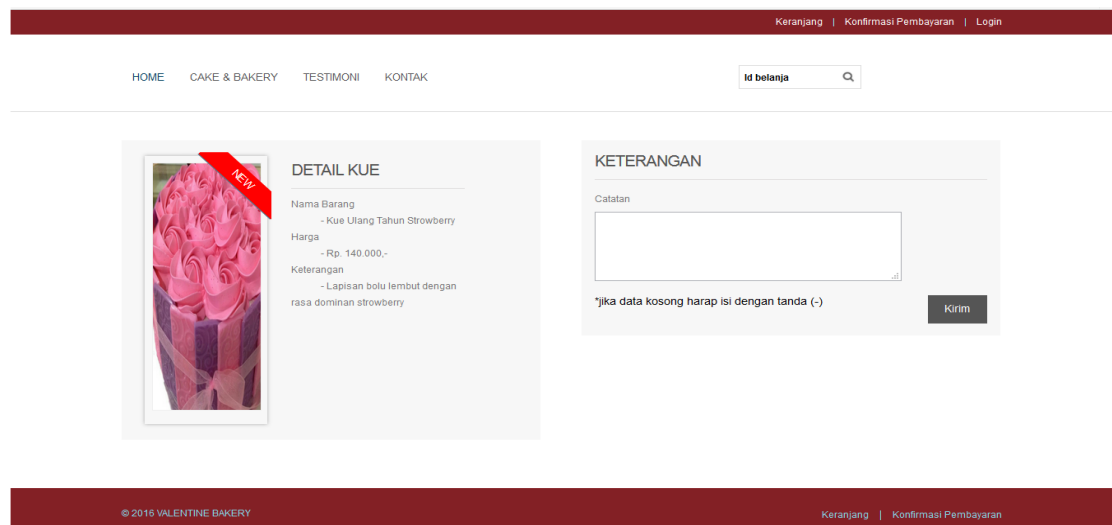 Keranjang | Konfirmasi Pembayaran | Login
HOME CAKE & BAKERY TESTIMONI KONTAK
Id belanja
NEW
DETAIL KUE
Nama Barang
- Kue Ulang Tahun Strowberry
Harga
- Rp. 140.000,-
Keterangan
- Lapisan bolu lembut dengan
rasa dominan strowberry
KETERANGAN
Catatan
*jika data kosong harap isi dengan tanda (-)
Kirim
© 2016 VALENTINE BAKERY
Keranjang | Konfirmasi Pembayaran